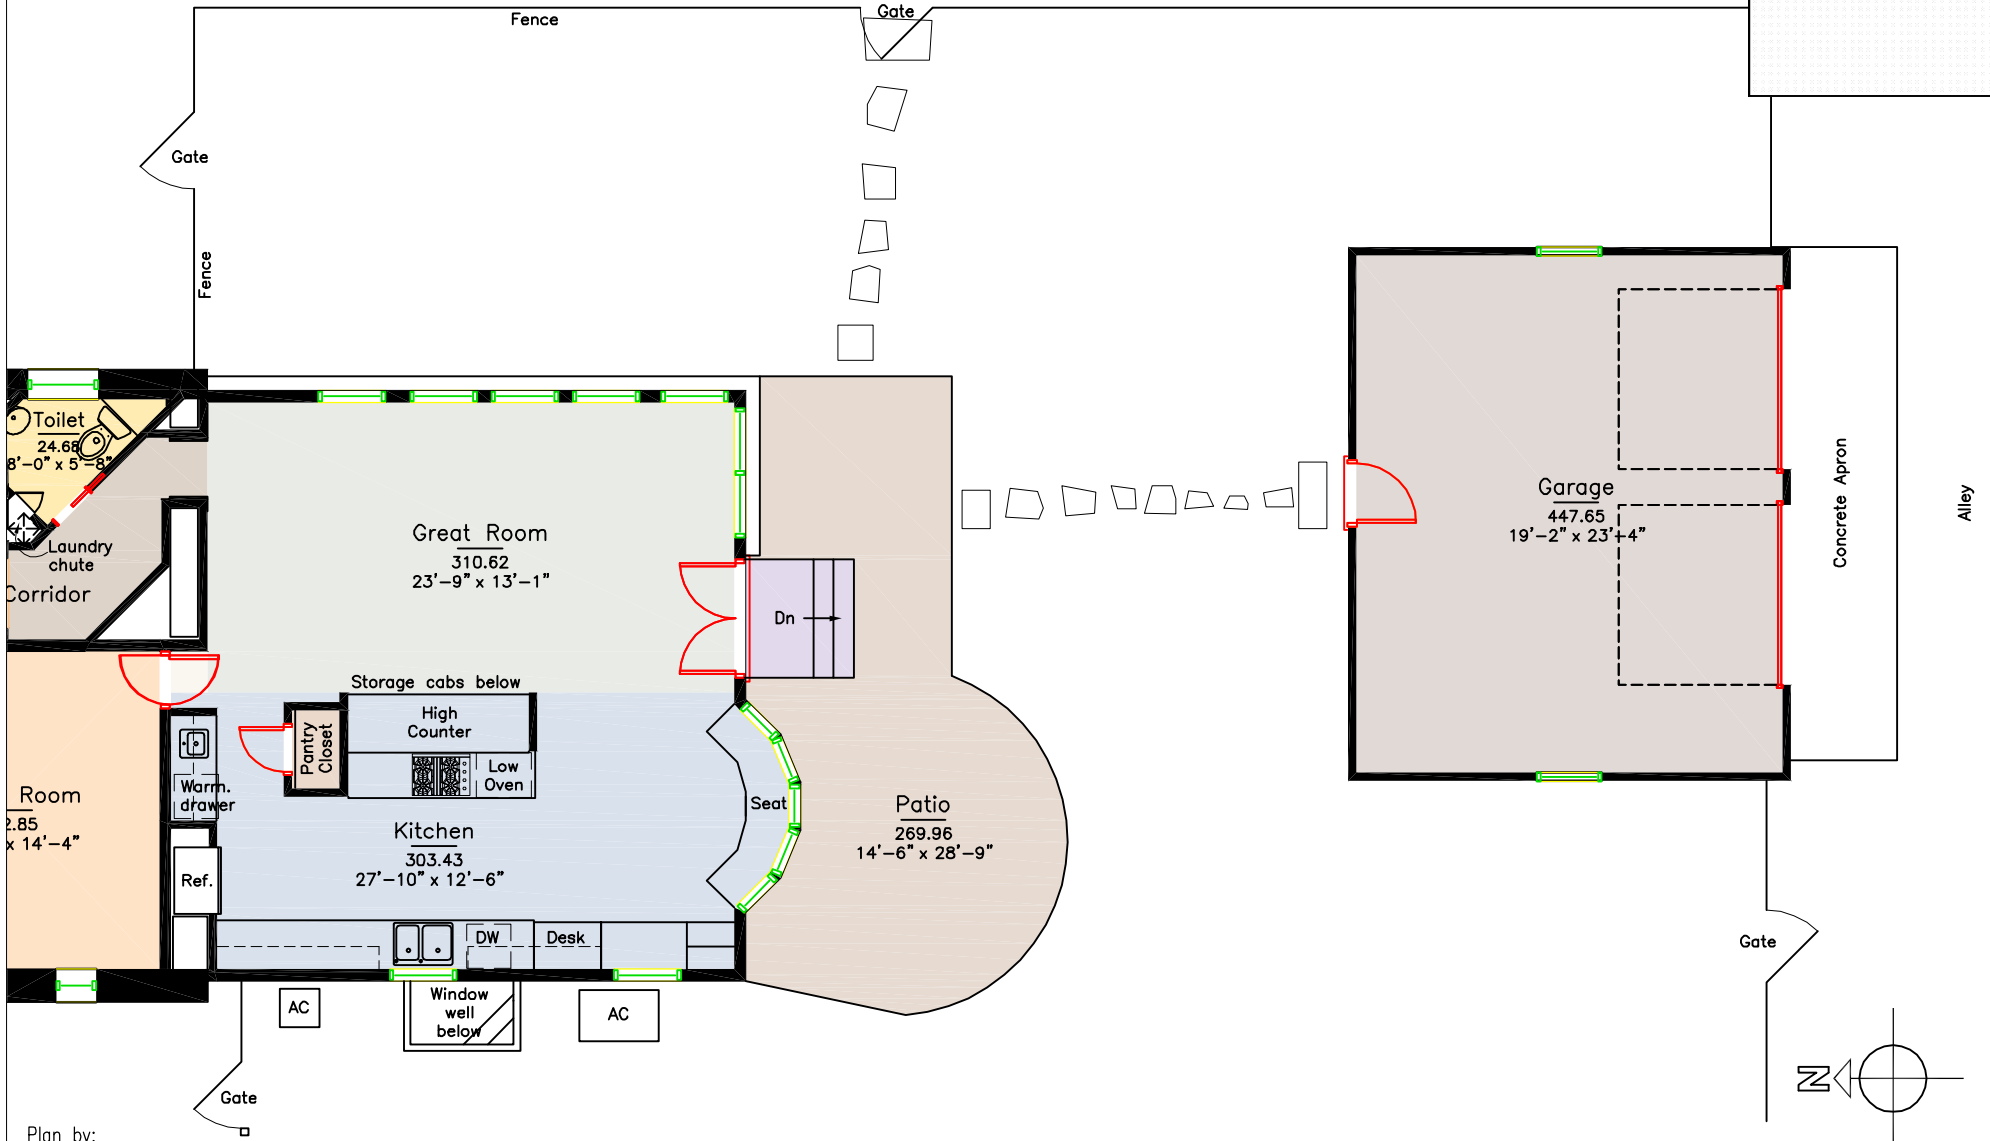 Fence
Gate
Gate
Fence
Toilet
24.68
8'-0" x 5'-8"
Laundry
chute
Corridor
Great Room
310.62
23'-9" x 13'-1"
Dn
Storage cabs below
High
Counter
Pantry
Closet
Low
Oven
Warm.
drawer
Room
2.85
x 14'-4"
Ref.
Kitchen
303.43
27'-10" x 12'-6"
Seat
DW
Desk
Patio
269.96
14'-6" x 28'-9"
Garage
447.65
19'-2" x 23'-4"
Concrete Apron
Alley
Gate
AC
Window
well
below
AC
Gate
N
Plan by: